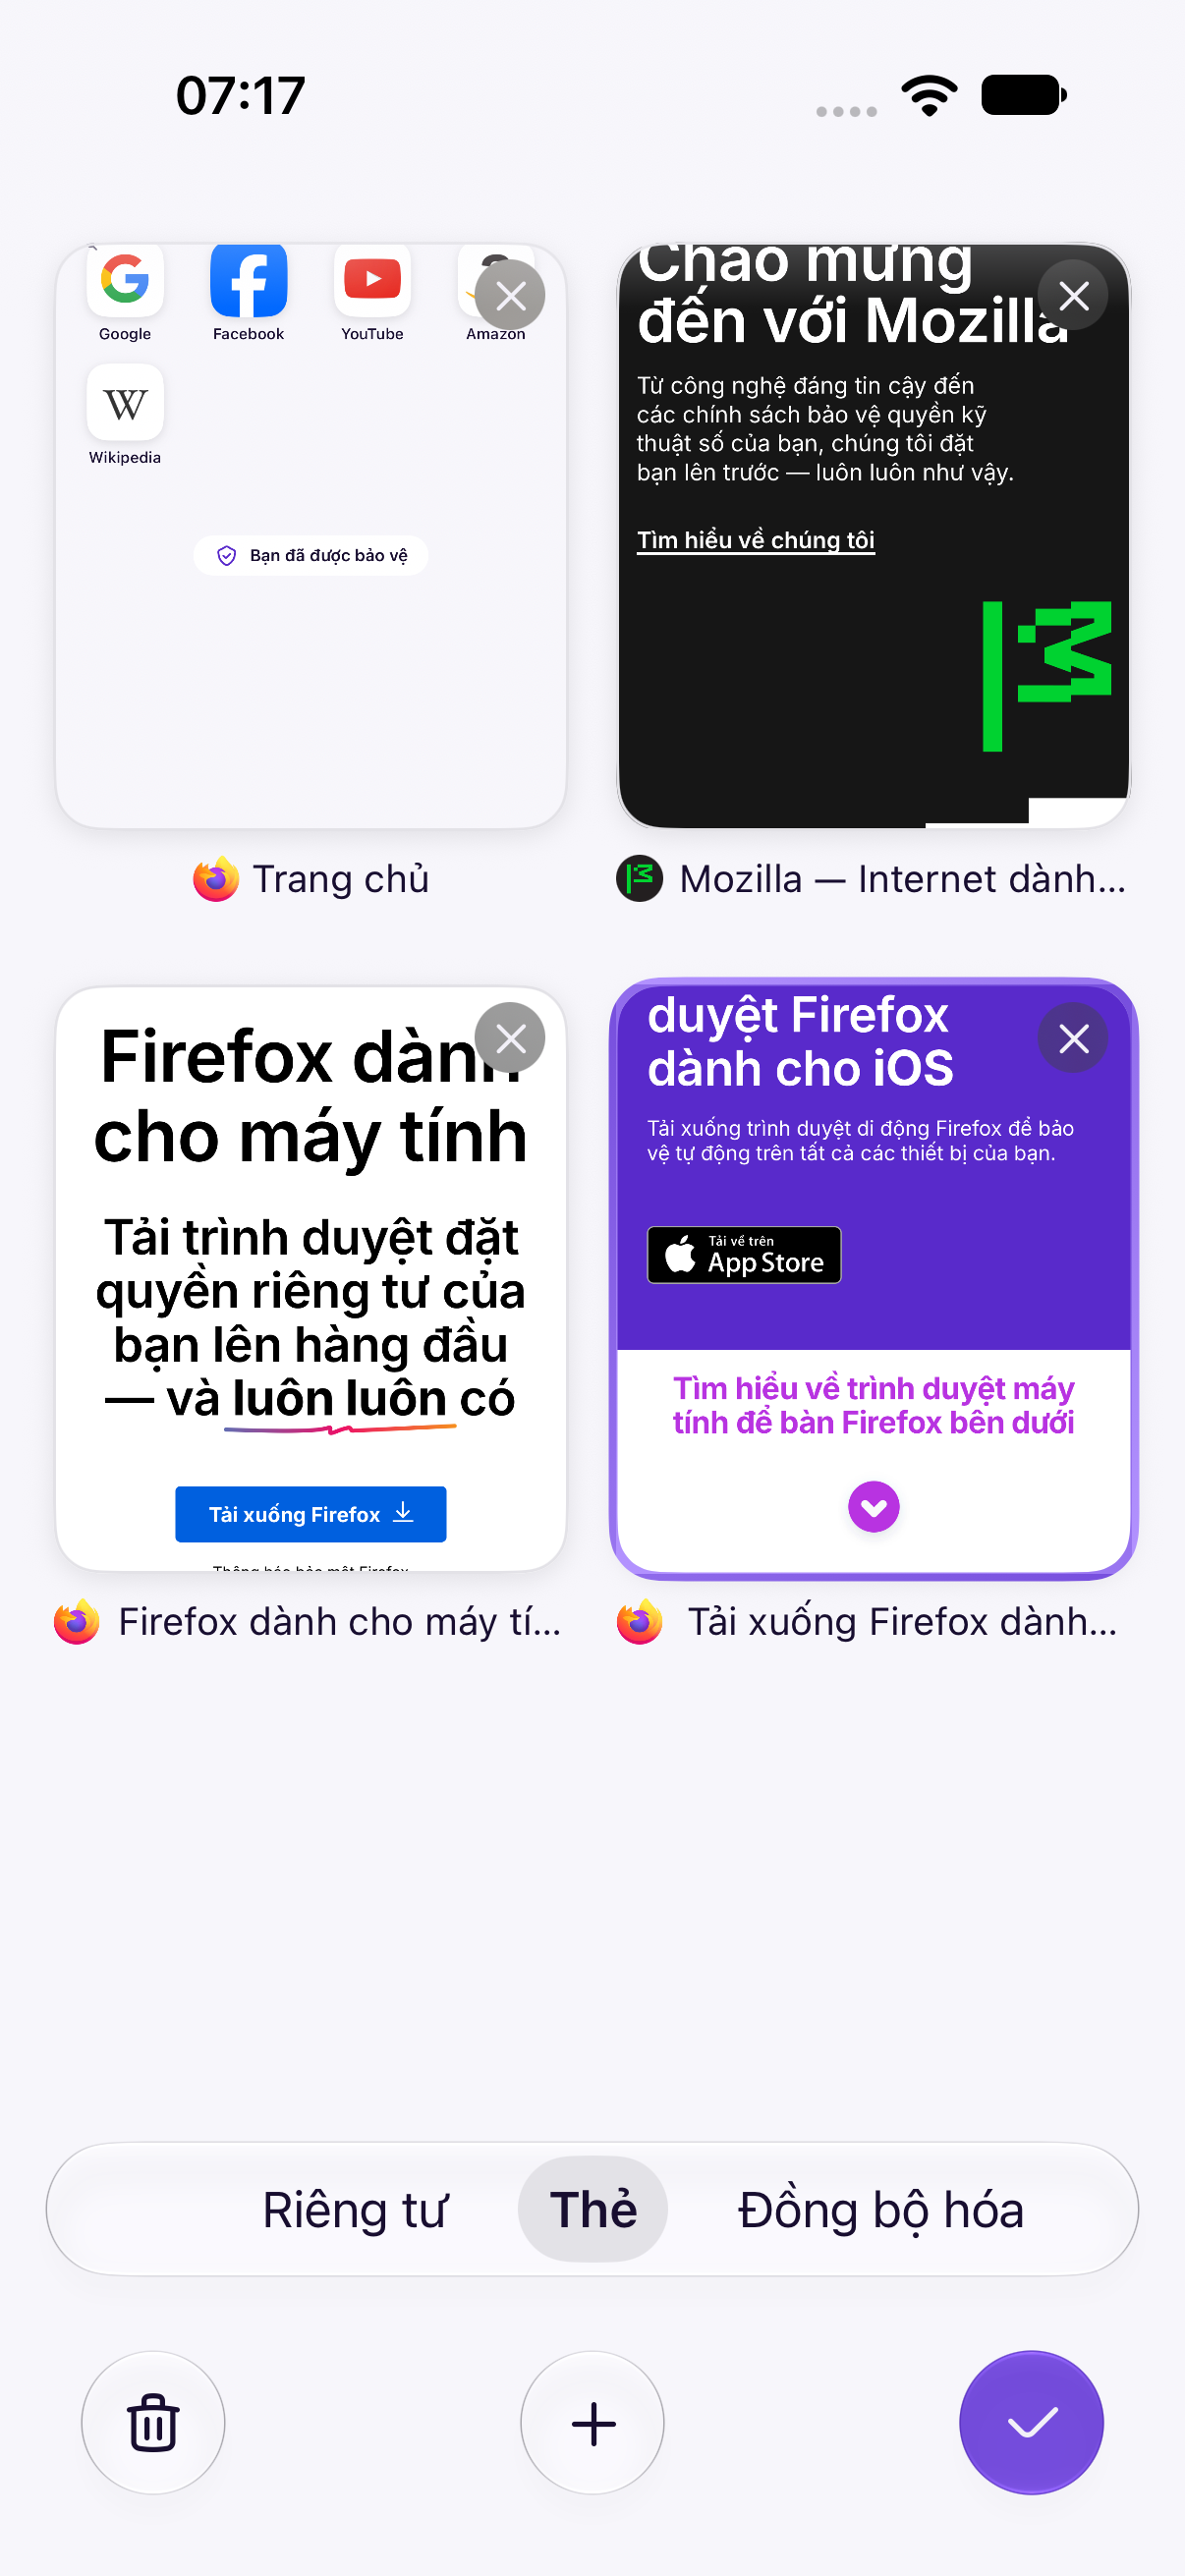 07:17
Google
Facebook
YouTube
Amazon
W
Wikipedia
Bạn đã được bảo vệ
Trang chủ
Chào mừng
đến với Mozilla
Từ công nghệ đáng tin cậy đến
các chính sách bảo vệ quyền kỹ
thuật số của bạn, chúng tôi đặt
bạn lên trước — luôn luôn như vậy.
Tìm hiểu về chúng tôi
Mozilla — Internet dành...
Firefox dành
cho máy tính
Tải trình duyệt đặt
quyền riêng tư của
bạn lên hàng đầu
— và luôn luôn có
Tải xuống Firefox
Thông báo bảo mật Firefox
Firefox dành cho máy tí...
duyệt Firefox
dành cho iOS
Tải xuống trình duyệt di động Firefox để bảo
vệ tự động trên tất cả các thiết bị của bạn.
Tải về trên
App Store
Tìm hiểu về trình duyệt máy
tính để bàn Firefox bên dưới
Tải xuống Firefox dành...
Riêng tư
Thẻ
Đồng bộ hóa